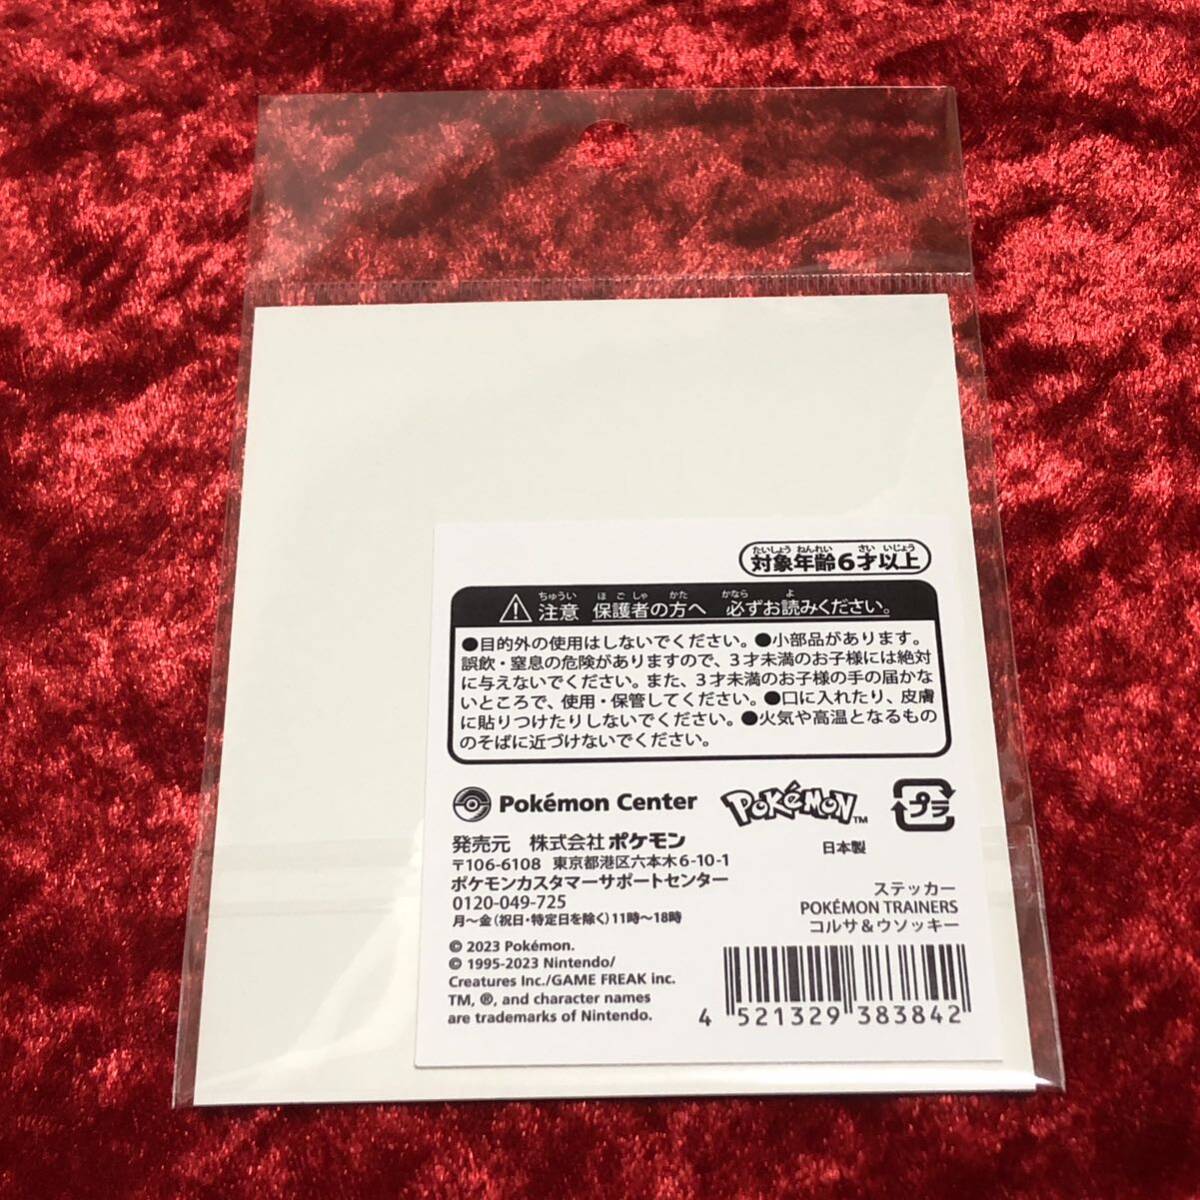 たいしょう ねんれい さい いじょう
対象年齢6才以上
ちゅうい ほごしゃ かた かなら よ
注意 保護者の方へ 必ずお読みください。
●目的外の使用はしないでください。●小部品があります。
誤飲・窒息の危険がありますので、3才未満のお子様には絶対
に与えないでください。また、3才未満のお子様の手の届かな
いところで、使用・保管してください。●口に入れたり、皮膚
に貼りつけたりしないでください。●火気や高温となるもの
のそばに近づけないでください。
Pokémon Center
POKéMON TM
プラ
発売元 株式会社ポケモン
〒106-6108 東京都港区六本木6-10-1
ポケモンカスタマーサポートセンター
0120-049-725
月～金(祝日・特定日を除く)11時～18時
日本製
ステッカー
POKÉMON TRAINERS
コルサ&ウソッキー
© 2023 Pokémon.
© 1995-2023 Nintendo/
Creatures Inc./GAME FREAK inc.
TM, ®, and character names
are trademarks of Nintendo.
4 521329 383842